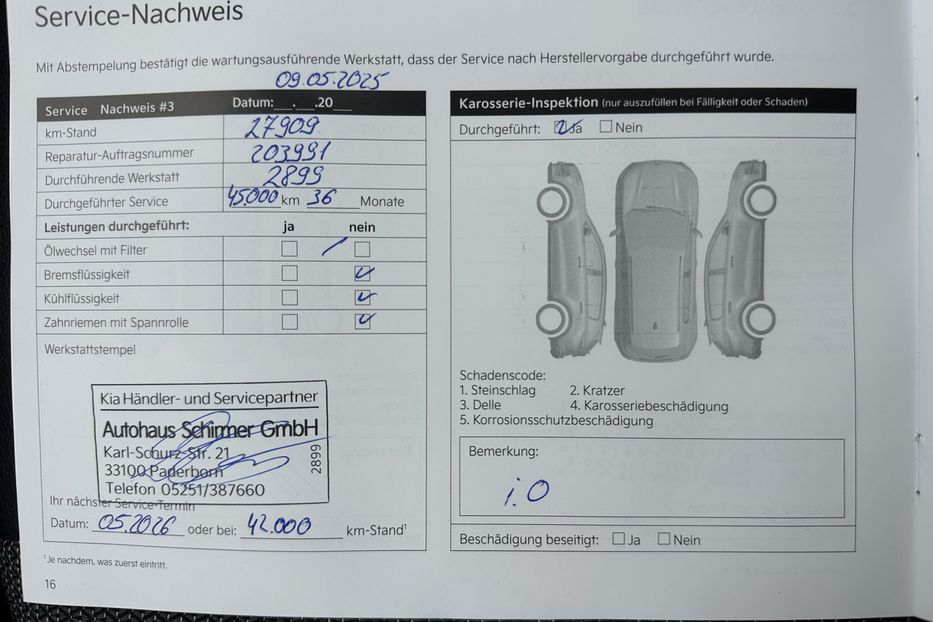 Service-Nachweis
Mit Abstempelung bestätigt die wartungsausführende Werkstatt, dass der Service nach Herstellervorgabe durchgeführt wurde.
09.05.2025
Service Nachweis #3 Datum:__.__.20__
km-Stand 27909
Reparatur-Auftragsnummer 203991
Durchführende Werkstatt 2899
Durchgeführter Service 45.000 km 36 Monate
Leistungen durchgeführt: ja nein
Ölwechsel mit Filter
Bremsflüssigkeit
Kühlflüssigkeit
Zahnriemen mit Spannrolle
Werkstattstempel
Kia Händler- und Servicepartner
Autohaus Schirmer GmbH
Karl-Schurz-Str. 21
33100 Paderborn
Telefon 05251/387660
2899
Ihr nächster Service-Termin
Datum: 05.2026 oder bei: 42.000 km-Stand¹
¹Je nachdem, was zuerst eintritt.
16
Karosserie-Inspektion (nur auszufüllen bei Fälligkeit oder Schaden)
Durchgeführt: Ja Nein
Schadenscode:
1. Steinschlag 2. Kratzer
3. Delle 4. Karosseriebeschädigung
5. Korrosionsschutzbeschädigung
Bemerkung:
i.O
Beschädigung beseitigt: Ja Nein